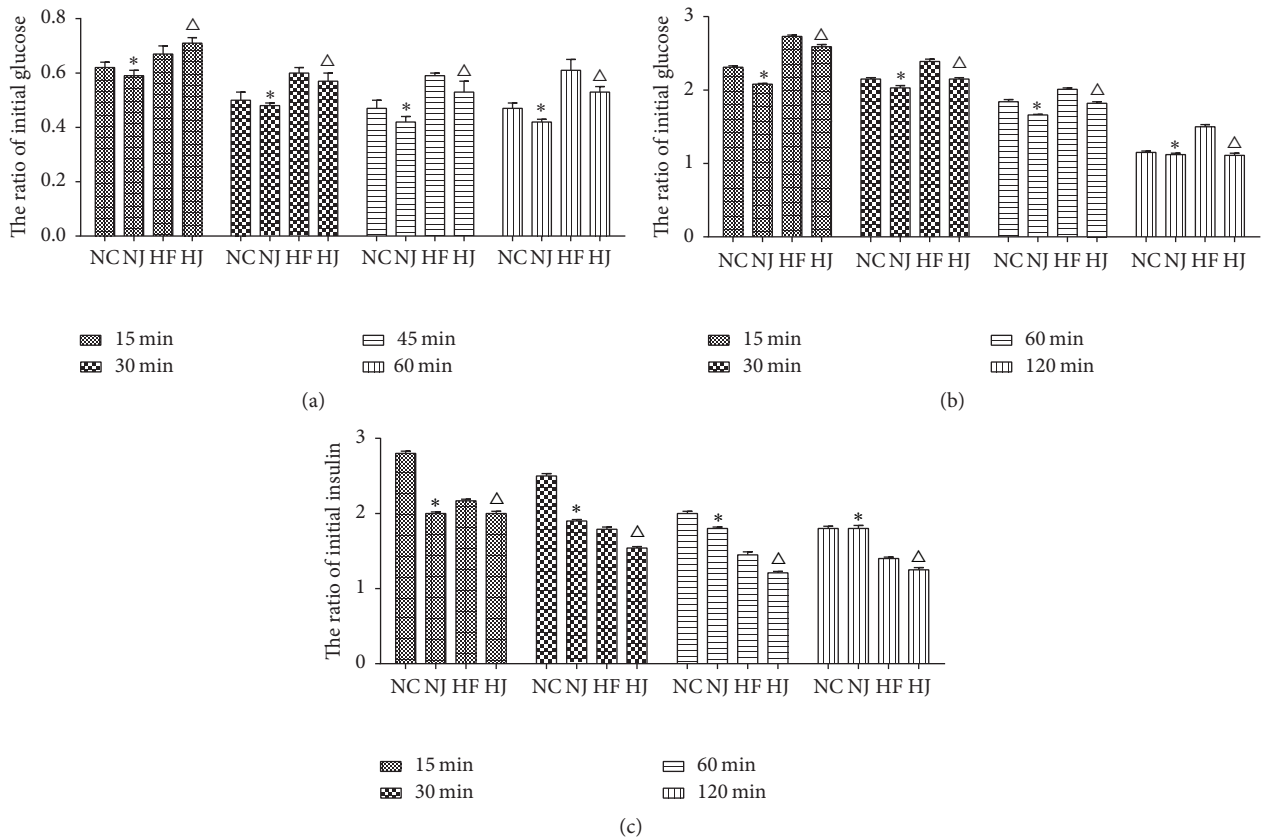 The ratio of initial glucose
0.8
0.6
0.4
0.2
0.0
△
*
△
*
△
*
△
*
NC NJ HF HJ
NC NJ HF HJ
NC NJ HF HJ
NC NJ HF HJ
15 min
30 min
45 min
60 min
(a)
The ratio of initial glucose
3
2
1
0
*
△
*
△
*
△
*
△
NC NJ HF HJ
NC NJ HF HJ
NC NJ HF HJ
NC NJ HF HJ
15 min
30 min
60 min
120 min
(b)
The ratio of initial insulin
3
2
1
0
*
△
*
△
*
△
*
△
NC NJ HF HJ
NC NJ HF HJ
NC NJ HF HJ
NC NJ HF HJ
15 min
30 min
60 min
120 min
(c)